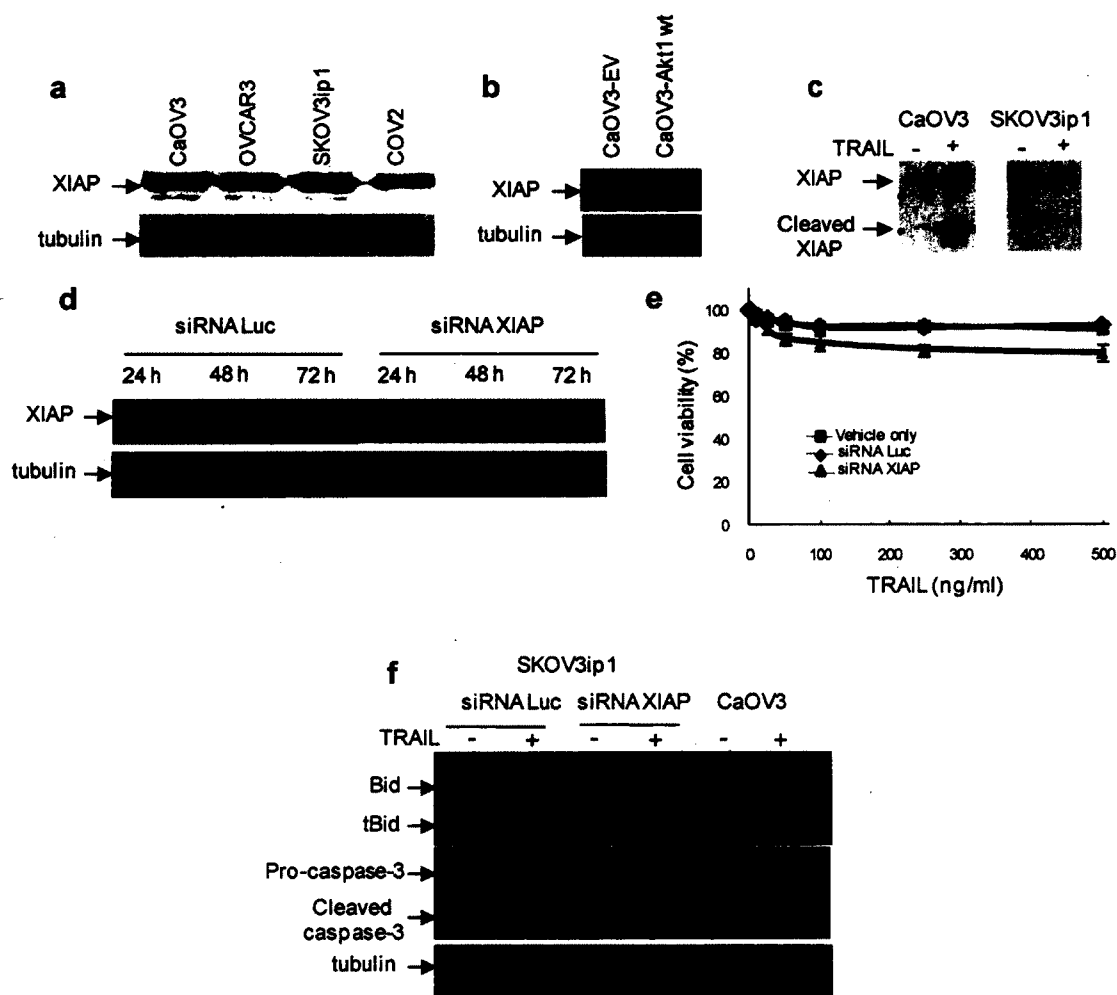 a
CaOV3
OVCAR3
SKOV3ip1
COV2
XIAP
tubulin
b
CaOV3-EV
CaOV3-Akt1 wt
XIAP
tubulin
c
CaOV3 SKOV3ip1
TRAIL - + - +
XIAP
Cleaved
XIAP
d
siRNA Luc siRNA XIAP
24 h 48 h 72 h 24 h 48 h 72 h
XIAP
tubulin
e
Cell viability (%)
100
80
60
40
20
0
Vehicle only
siRNA Luc
siRNA XIAP
0 100 200 300 400 500
TRAIL (ng/ml)
f
SKOV3ip1
siRNA Luc siRNA XIAP CaOV3
TRAIL - + - + - +
Bid
tBid
Pro-caspase-3
Cleaved
caspase-3
tubulin